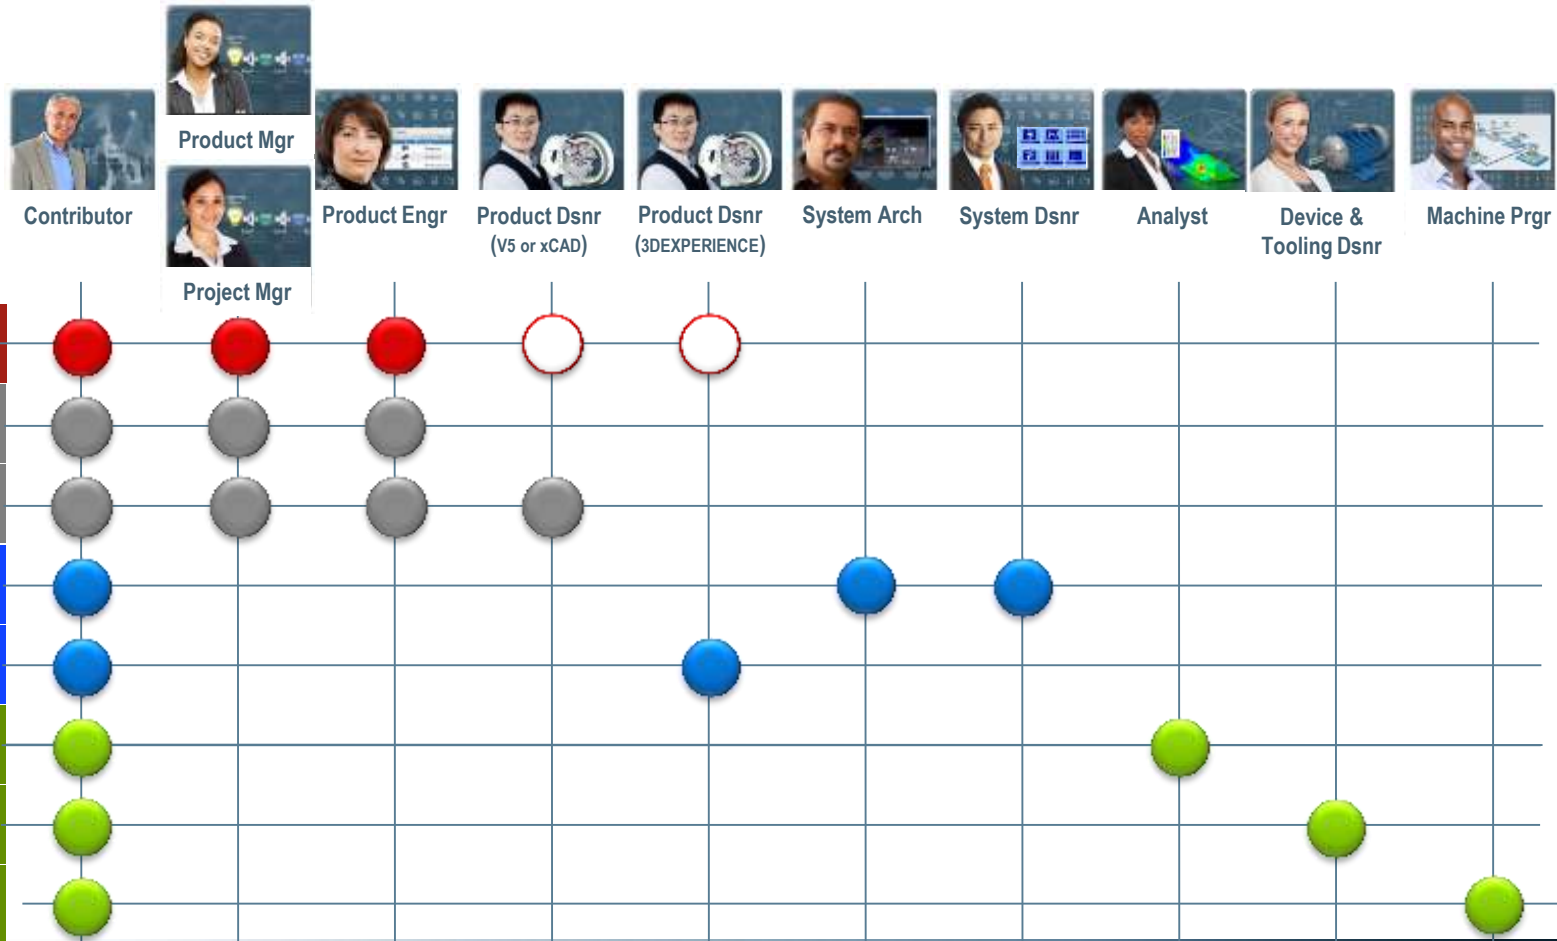 Product Mgr
Contributor
Project Mgr
Product Engr
Product Dsnr
(V5 or xCAD)
Product Dsnr
(3DEXPERIENCE)
System Arch
System Dsnr
Analyst
Device &
Tooling Dsnr
Machine Prgr